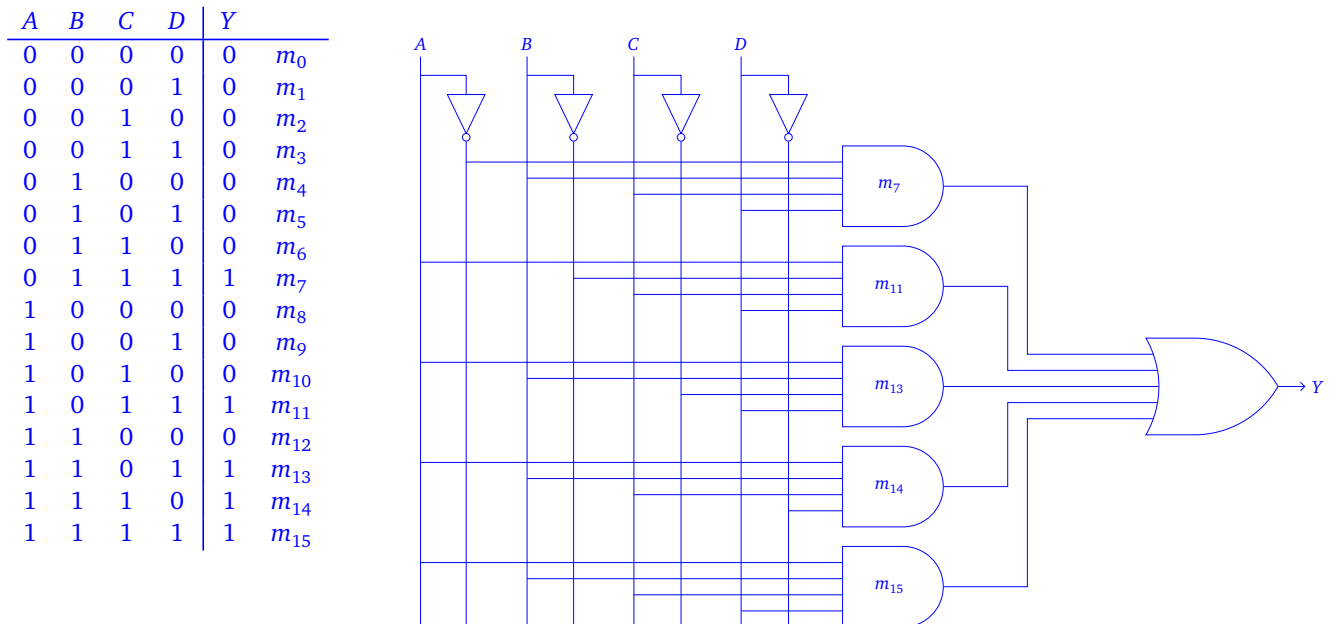 A B C D Y
0 0 0 0 0 m₀
0 0 0 1 0 m₁
0 0 1 0 0 m₂
0 0 1 1 0 m₃
0 1 0 0 0 m₄
0 1 0 1 0 m₅
0 1 1 0 0 m₆
0 1 1 1 1 m₇
1 0 0 0 0 m₈
1 0 0 1 0 m₉
1 0 1 0 0 m₁₀
1 0 1 1 1 m₁₁
1 1 0 0 0 m₁₂
1 1 0 1 1 m₁₃
1 1 1 0 1 m₁₄
1 1 1 1 1 m₁₅
A B C D
m₇
m₁₁
m₁₃
Y
m₁₄
m₁₅